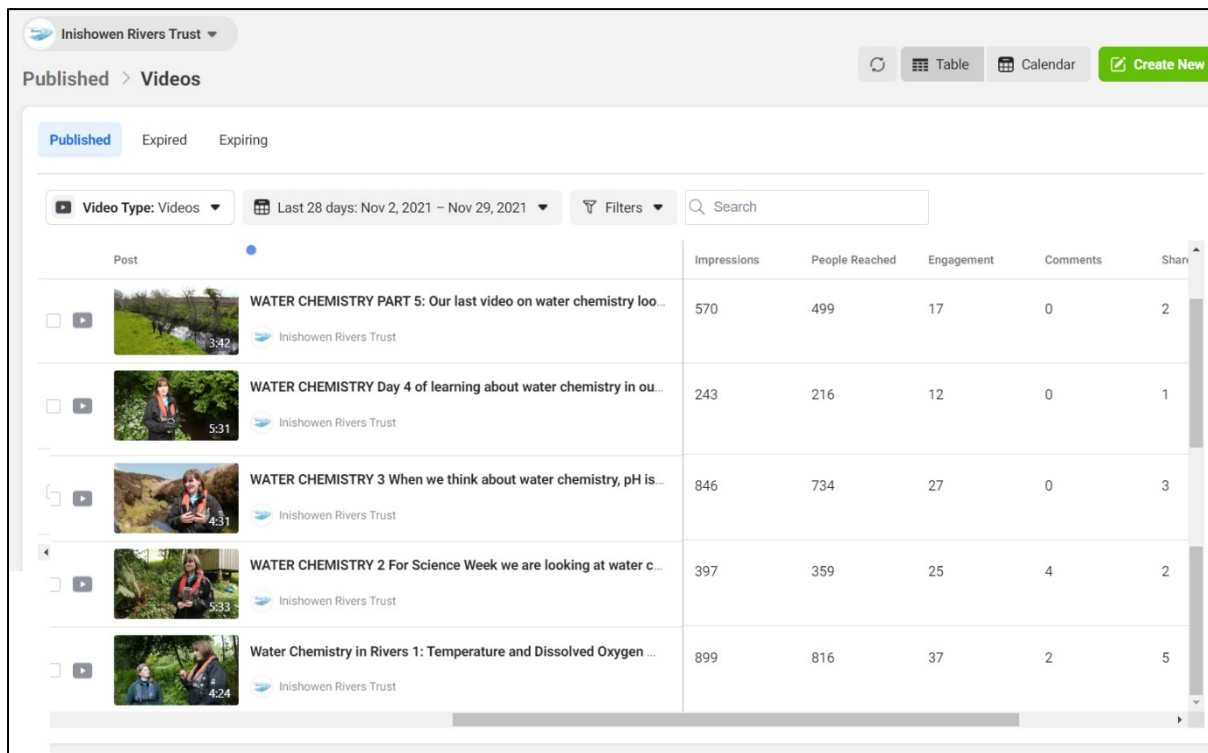 Inishowen Rivers Trust
Published > Videos
Table
Calendar
Create New
Published
Expired
Expiring
Video Type: Videos
Last 28 days: Nov 2, 2021 – Nov 29, 2021
Filters
Search
Post Impressions People Reached Engagement Comments Share
WATER CHEMISTRY PART 5: Our last video on water chemistry loo...
570 499 17 0 2
3:42
Inishowen Rivers Trust
WATER CHEMISTRY Day 4 of learning about water chemistry in ou...
243 216 12 0 1
5:31
Inishowen Rivers Trust
WATER CHEMISTRY 3 When we think about water chemistry, pH is...
846 734 27 0 3
4:31
Inishowen Rivers Trust
WATER CHEMISTRY 2 For Science Week we are looking at water c...
397 359 25 4 2
5:33
Inishowen Rivers Trust
Water Chemistry in Rivers 1: Temperature and Dissolved Oxygen ...
899 816 37 2 5
4:24
Inishowen Rivers Trust